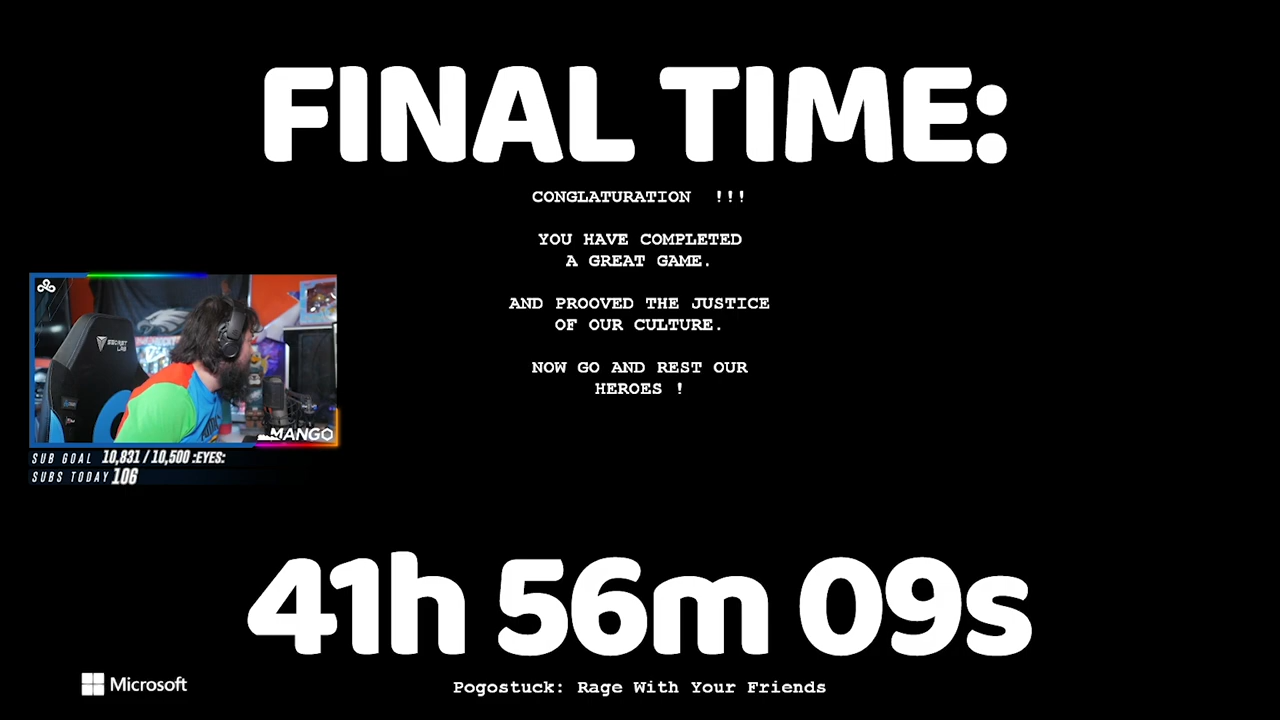 FINAL TIME:
CONGLATURATION !!!
YOU HAVE COMPLETED
A GREAT GAME.
AND PROOVED THE JUSTICE
OF OUR CULTURE.
NOW GO AND REST OUR
HEROES !
SECRET
LAB
MANGO
SUB GOAL 10,831 / 10,500 :EYES:
SUBS TODAY 106
41h 56m 09s
Microsoft
Pogostuck: Rage With Your Friends